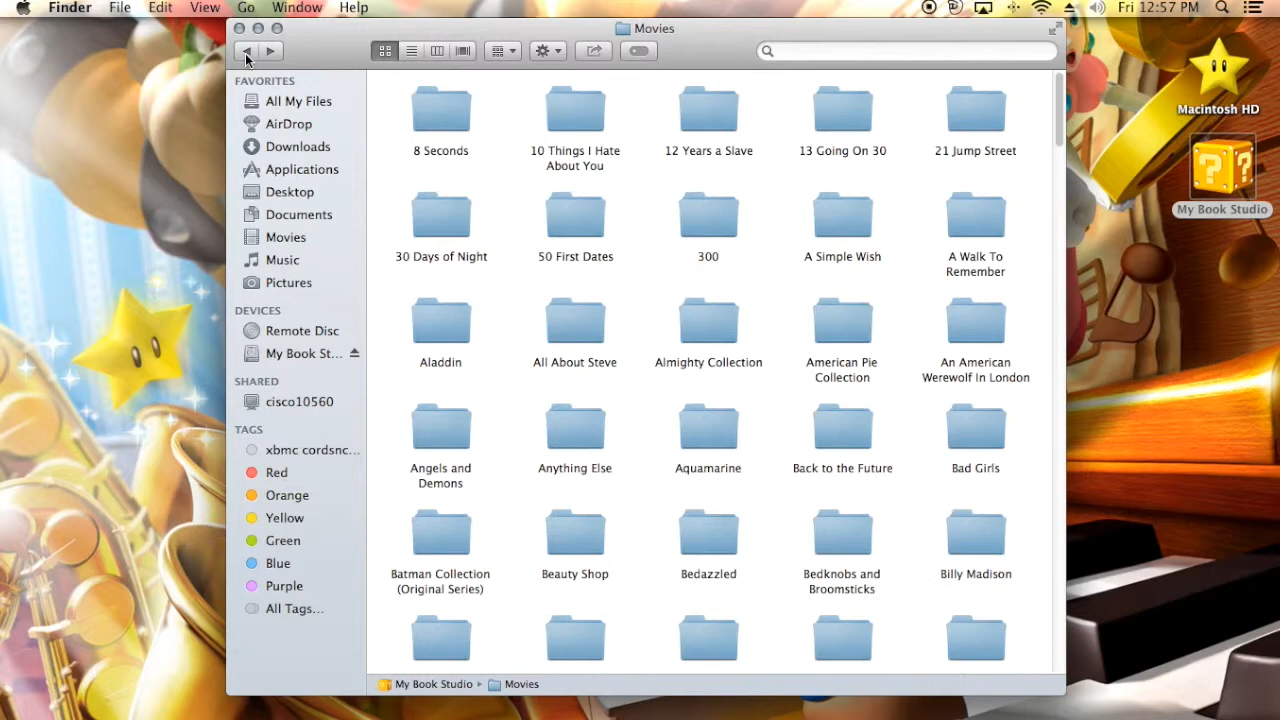 Finder File Edit View Go Window Help Fri 12:57 PM
Movies
FAVORITES
All My Files
AirDrop
Downloads
Applications
Desktop
Documents
Movies
Music
Pictures
DEVICES
Remote Disc
My Book St...
SHARED
cisco10560
TAGS
xbmc cordsnc...
Red
Orange
Yellow
Green
Blue
Purple
All Tags...
8 Seconds
10 Things I Hate
About You
12 Years a Slave
13 Going On 30
21 Jump Street
30 Days of Night
50 First Dates
300
A Simple Wish
A Walk To
Remember
Aladdin
All About Steve
Almighty Collection
American Pie
Collection
An American
Werewolf In London
Angels and
Demons
Anything Else
Aquamarine
Back to the Future
Bad Girls
Batman Collection
(Original Series)
Beauty Shop
Bedazzled
Bedknobs and
Broomsticks
Billy Madison
My Book Studio ▸ Movies
Macintosh HD
My Book Studio